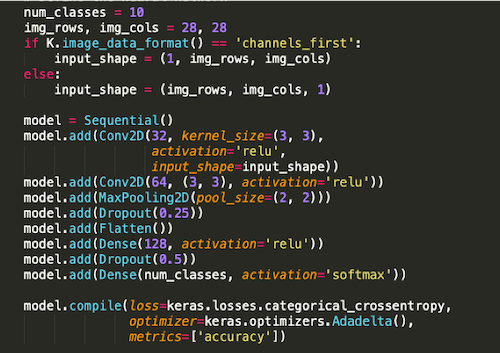 num_classes = 10
img_rows, img_cols = 28, 28
if K.image_data_format() == 'channels_first':
    input_shape = (1, img_rows, img_cols)
else:
    input_shape = (img_rows, img_cols, 1)

model = Sequential()
model.add(Conv2D(32, kernel_size=(3, 3),
                 activation='relu',
                 input_shape=input_shape))
model.add(Conv2D(64, (3, 3), activation='relu'))
model.add(MaxPooling2D(pool_size=(2, 2)))
model.add(Dropout(0.25))
model.add(Flatten())
model.add(Dense(128, activation='relu'))
model.add(Dropout(0.5))
model.add(Dense(num_classes, activation='softmax'))

model.compile(loss=keras.losses.categorical_crossentropy,
              optimizer=keras.optimizers.Adadelta(),
              metrics=['accuracy'])